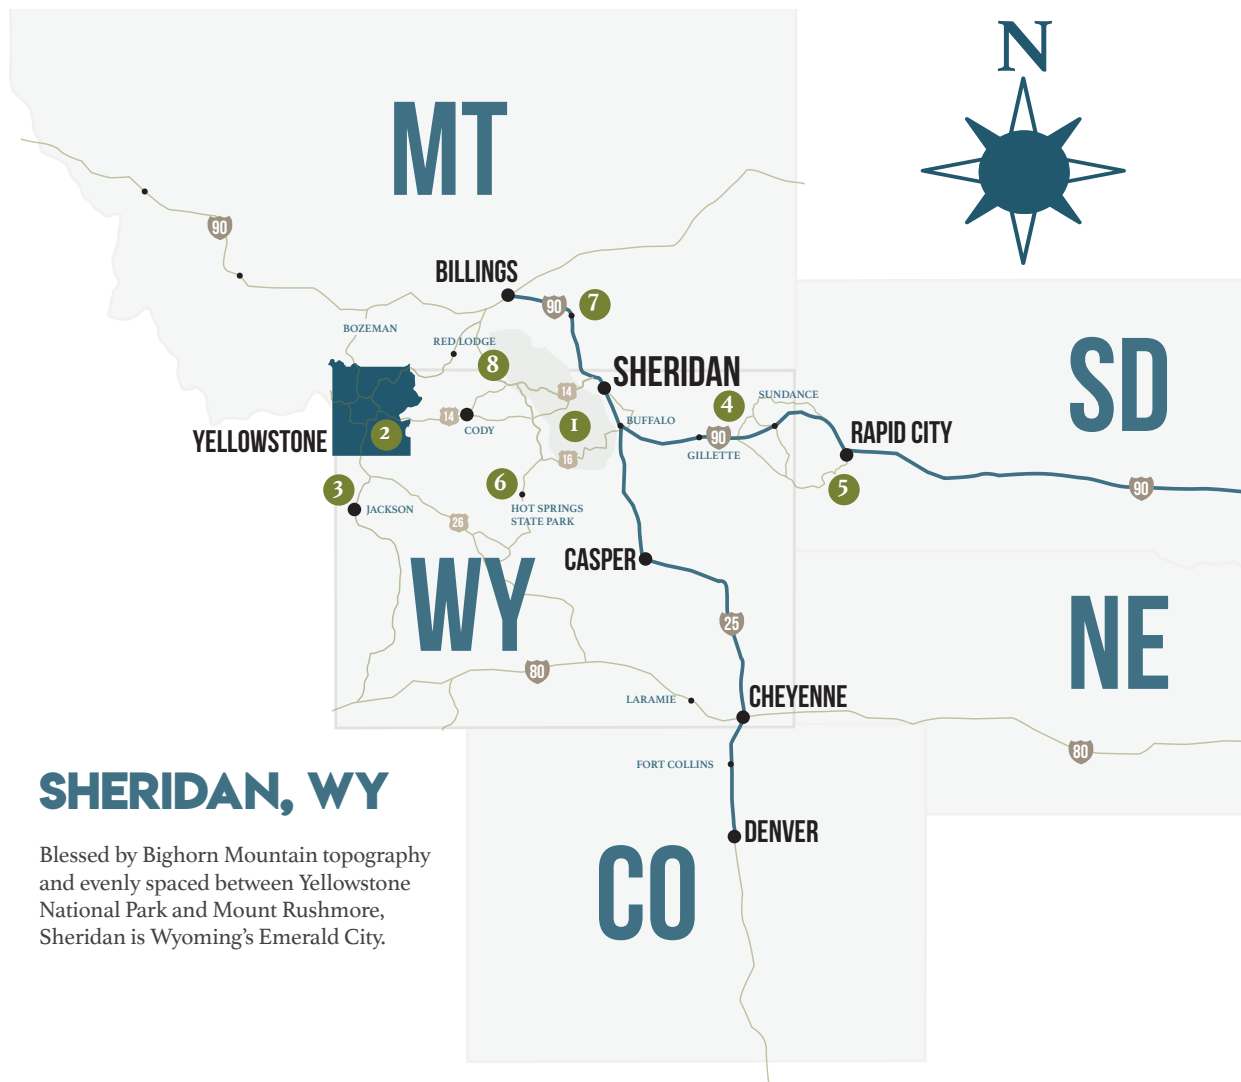 N
MT
90
BILLINGS
90
7
BOZEMAN
RED LODGE
8
SHERIDAN
SD
14
4
SUNDANCE
14
CODY
1
BUFFALO
2
YELLOWSTONE
90
GILLETTE
RAPID CITY
16
3
6
5
90
JACKSON
HOT SPRINGS
STATE PARK
26
CASPER
WY
25
NE
80
LARAMIE
CHEYENNE
80
FORT COLLINS
DENVER
CO
SHERIDAN, WY
Blessed by Bighorn Mountain topography
and evenly spaced between Yellowstone
National Park and Mount Rushmore,
Sheridan is Wyoming’s Emerald City.